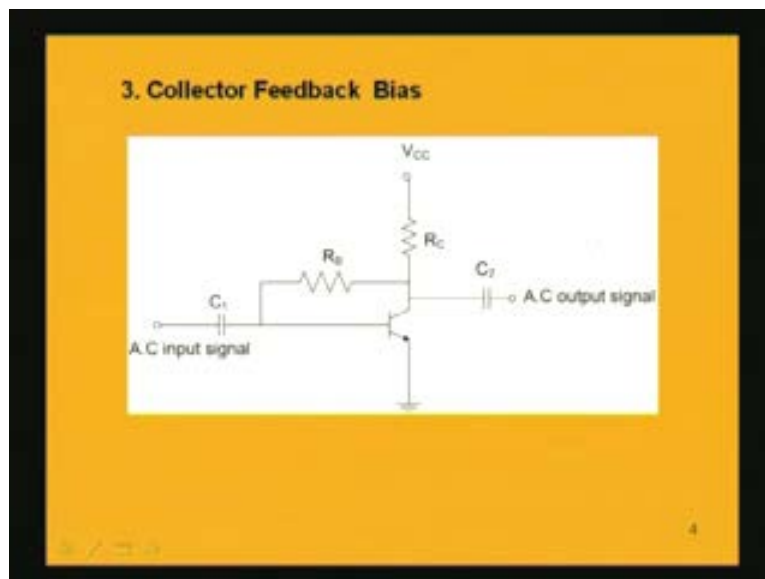 3. Collector Feedback Bias
VCC
RC
RB
C2
C1
A.C output signal
A.C input signal
4